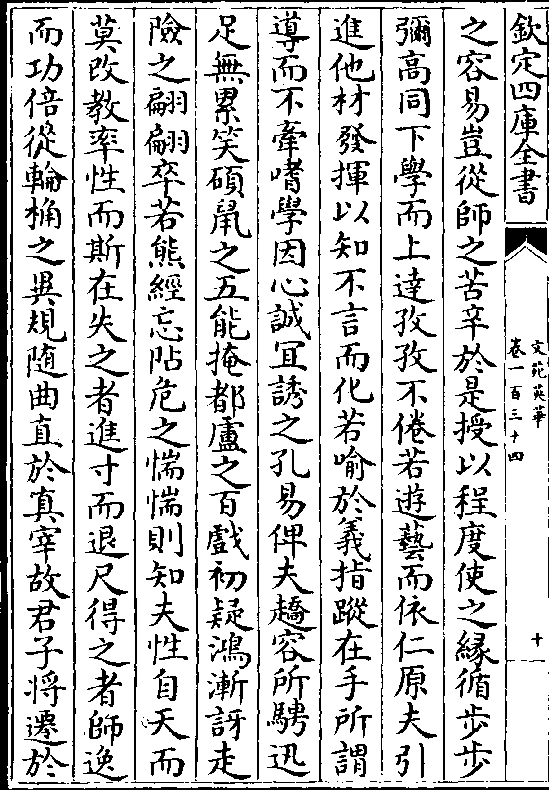 欽定四庫全書
文苑英華
卷一百三十四
十
之容易豈從師之苦辛於是授以程度使之緣循步步
彌高同下學而上達孜孜不倦若遊藝而依仁原夫引
進他材發揮以知不言而化若喻於義指蹤在手所謂
導而不牽嗜學因心誠冝誘之孔易俾夫趫容所騁迅
足無累笑碩鼠之五能掩都盧之百戲初疑鴻漸訝走
險之翩翩卒若熊經忘阽危之惴惴則知夫性自天而
莫改教率性而斯在失之者進寸而退尺得之者師逸
而功倍從輪桷之異規随曲直於真宰故君子将遷於